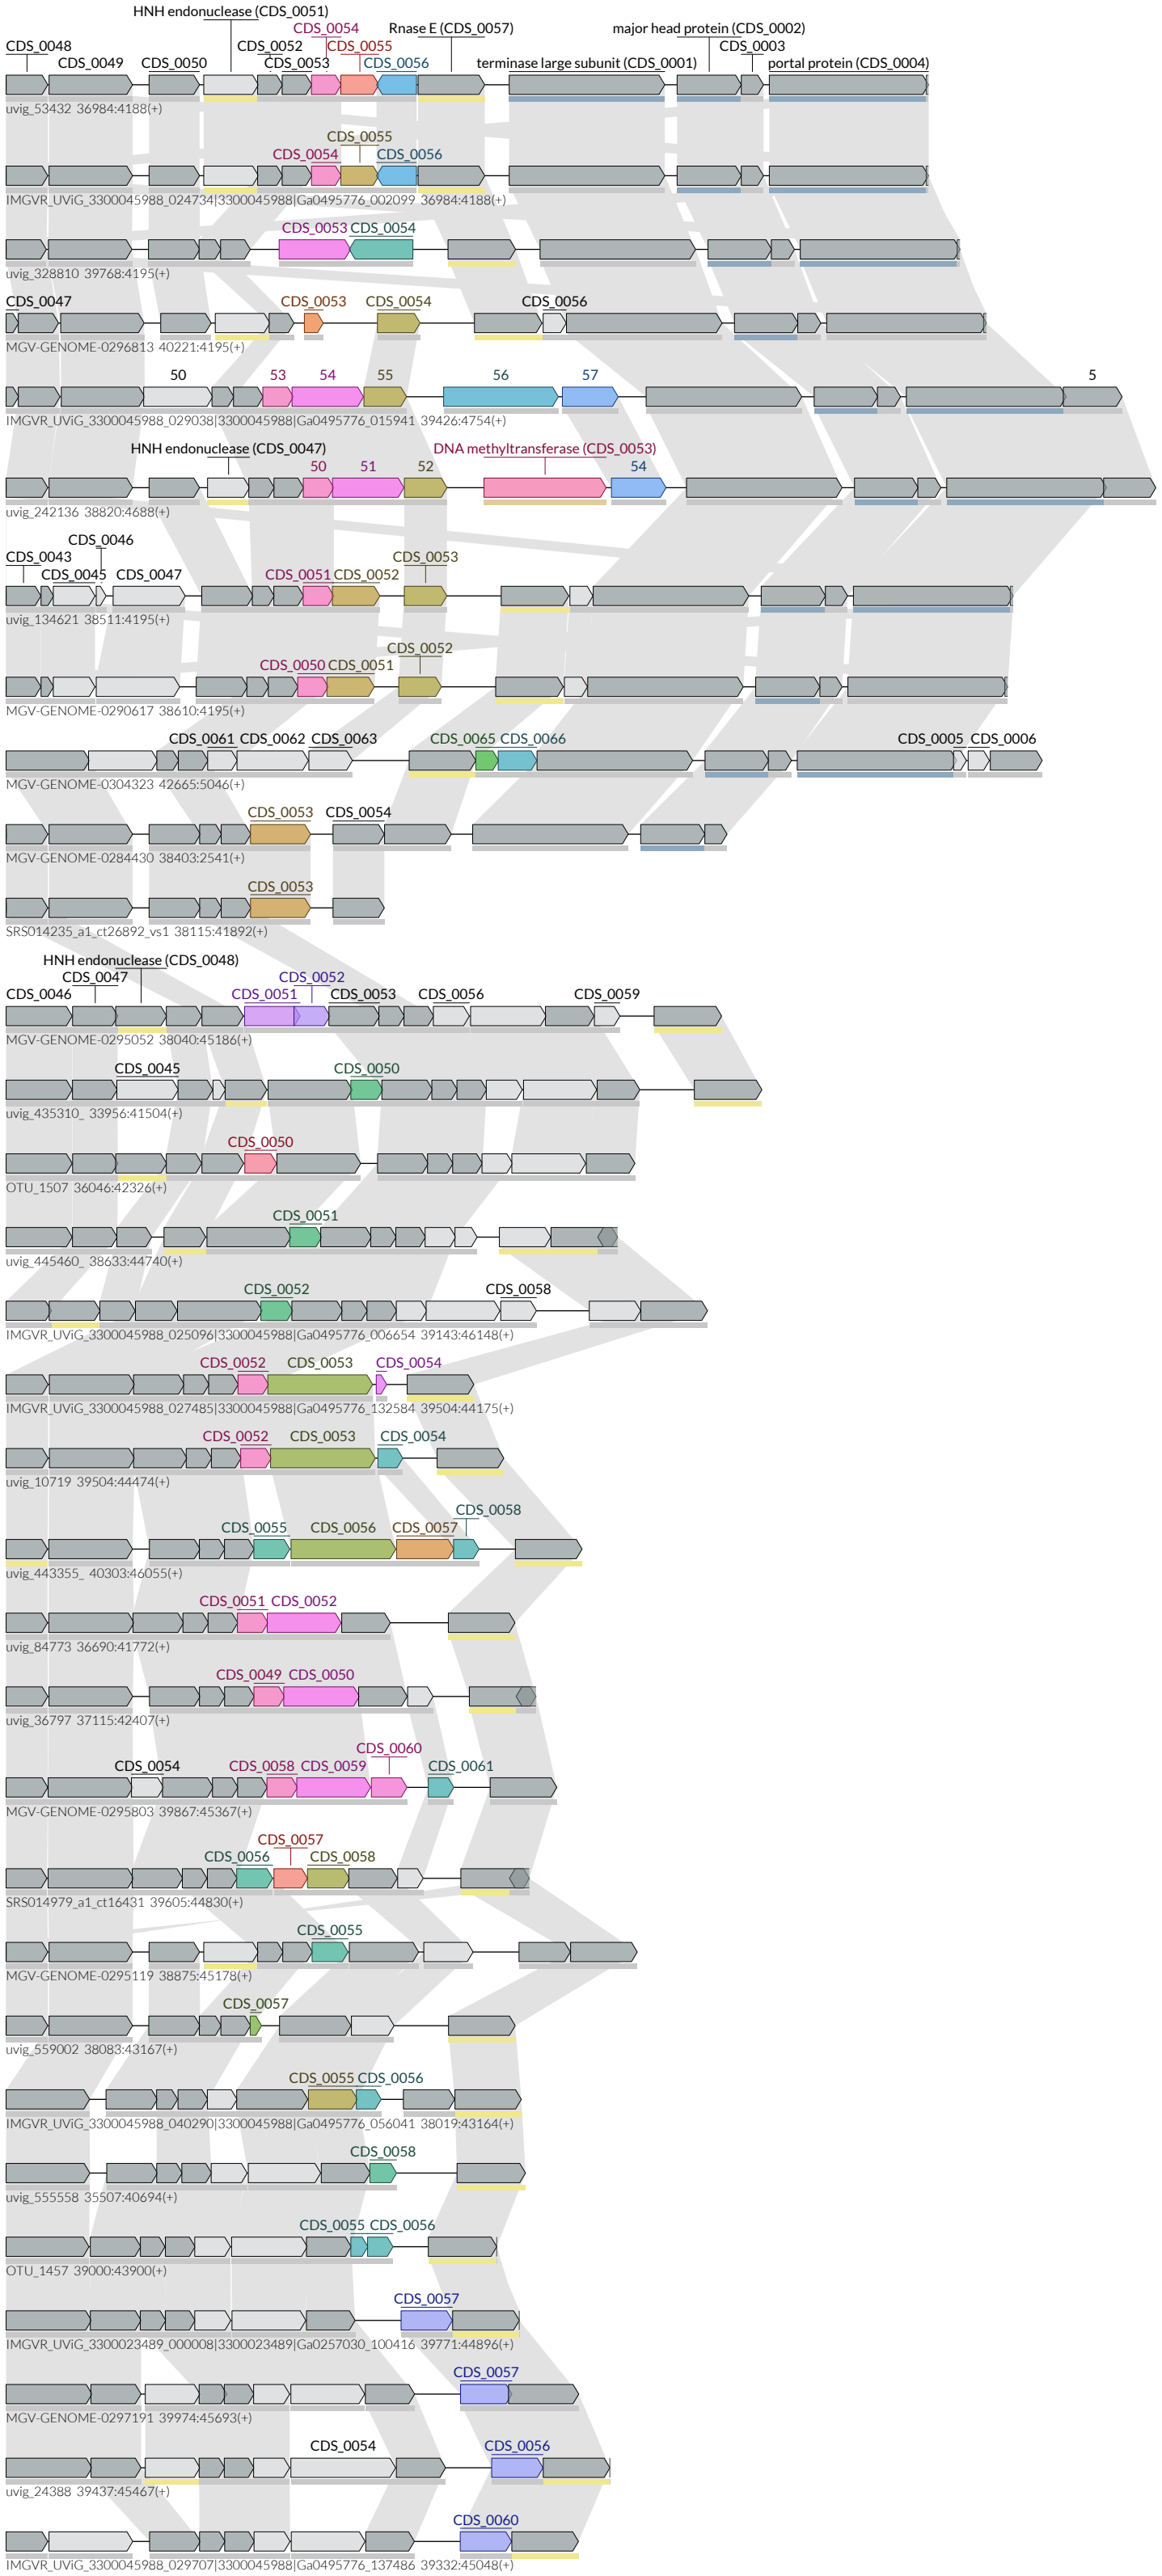 HNH endonuclease (CDS_0051)
CDS_0054 Rnase E (CDS_0057) major head protein (CDS_0002)
CDS_0048 CDS_0052 CDS_0055 CDS_0003
CDS_0049 CDS_0050 CDS_0053 CDS_0056 terminase large subunit (CDS_0001) portal protein (CDS_0004)
uvig_53432 36984:4188(+)
CDS_0055
CDS_0054 CDS_0056
IMGVR_UViG_3300045988_024734|3300045988|Ga0495776_002099 36984:4188(+)
CDS_0053 CDS_0054
uvig_328810 39768:4195(+)
CDS_0047 CDS_0053 CDS_0054 CDS_0056
MGV-GENOME-0296813 40221:4195(+)
50 53 54 55 56 57 5
IMGVR_UViG_3300045988_029038|3300045988|Ga0495776_015941 39426:4754(+)
HNH endonuclease (CDS_0047) DNA methyltransferase (CDS_0053)
50 51 52 54
uvig_242136 38820:4688(+)
CDS_0046
CDS_0043 CDS_0053
CDS_0045 CDS_0047 CDS_0051 CDS_0052
uvig_134621 38511:4195(+)
CDS_0052
CDS_0050 CDS_0051
MGV-GENOME-0290617 38610:4195(+)
CDS_0061 CDS_0062 CDS_0063 CDS_0065 CDS_0066 CDS_0005 CDS_0006
MGV-GENOME-0304323 42665:5046(+)
CDS_0053 CDS_0054
MGV-GENOME-0284430 38403:2541(+)
CDS_0053
SRS014235_a1_ct26892_vs1 38115:41892(+)
HNH endonuclease (CDS_0048)
CDS_0047 CDS_0052
CDS_0046 CDS_0051 CDS_0053 CDS_0056 CDS_0059
MGV-GENOME-0295052 38040:45186(+)
CDS_0045 CDS_0050
uvig_435310_ 33956:41504(+)
CDS_0050
OTU_1507 36046:42326(+)
CDS_0051
uvig_445460_ 38633:44740(+)
CDS_0052 CDS_0058
IMGVR_UViG_3300045988_025096|3300045988|Ga0495776_006654 39143:46148(+)
CDS_0052 CDS_0053 CDS_0054
IMGVR_UViG_3300045988_027485|3300045988|Ga0495776_132584 39504:44175(+)
CDS_0052 CDS_0053 CDS_0054
uvig_10719 39504:44474(+)
CDS_0058
CDS_0055 CDS_0056 CDS_0057
uvig_443355_ 40303:46055(+)
CDS_0051 CDS_0052
uvig_84773 36690:41772(+)
CDS_0049 CDS_0050
uvig_36797 37115:42407(+)
CDS_0060
CDS_0054 CDS_0058 CDS_0059 CDS_0061
MGV-GENOME-0295803 39867:45367(+)
CDS_0057
CDS_0056 CDS_0058
SRS014979_a1_ct16431 39605:44830(+)
CDS_0055
MGV-GENOME-0295119 38875:45178(+)
CDS_0057
uvig_559002 38083:43167(+)
CDS_0055 CDS_0056
IMGVR_UViG_3300045988_040290|3300045988|Ga0495776_056041 38019:43164(+)
CDS_0058
uvig_555558 35507:40694(+)
CDS_0055 CDS_0056
OTU_1457 39000:43900(+)
CDS_0057
IMGVR_UViG_3300023489_000008|3300023489|Ga0257030_100416 39771:44896(+)
CDS_0057
MGV-GENOME-0297191 39974:45693(+)
CDS_0054 CDS_0056
uvig_24388 39437:45467(+)
CDS_0060
IMGVR_UViG_3300045988_029707|3300045988|Ga0495776_137486 39332:45048(+)